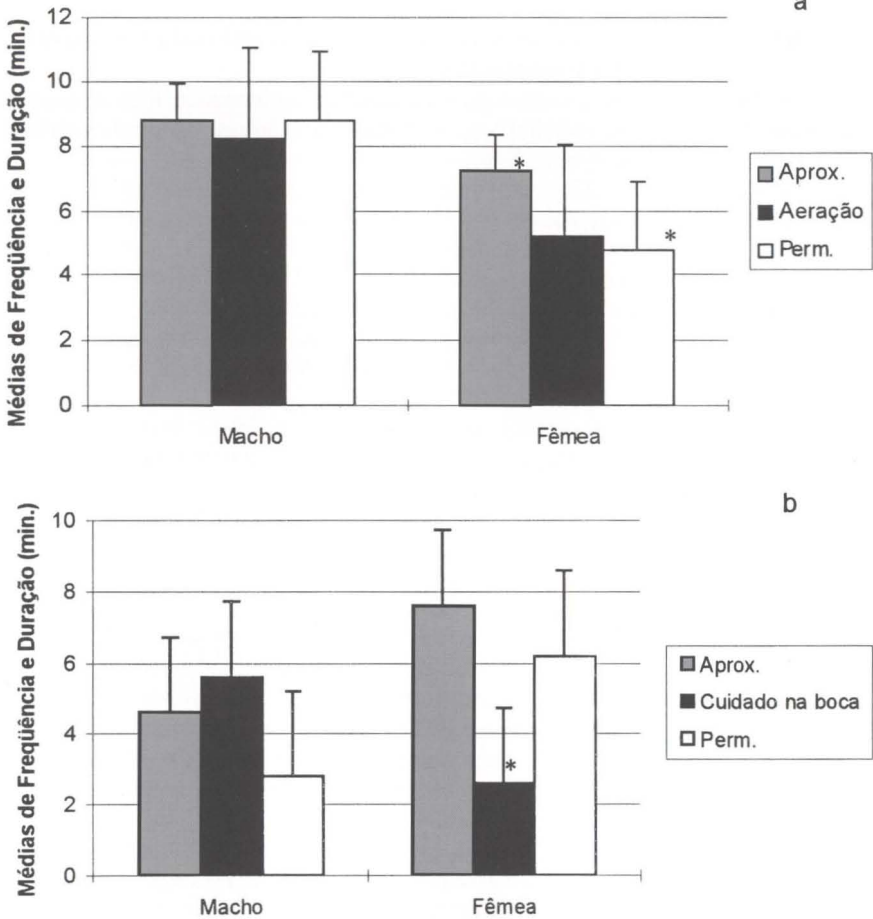 a
Médias de Freqüência e Duração (min.)
12
10
8
6
4
2
0
*
*
Macho
Fêmea
Aprox.
Aeração
Perm.
b
Médias de Freqüência e Duração (min.)
10
8
6
4
2
0
*
Macho
Fêmea
Aprox.
Cuidado na boca
Perm.